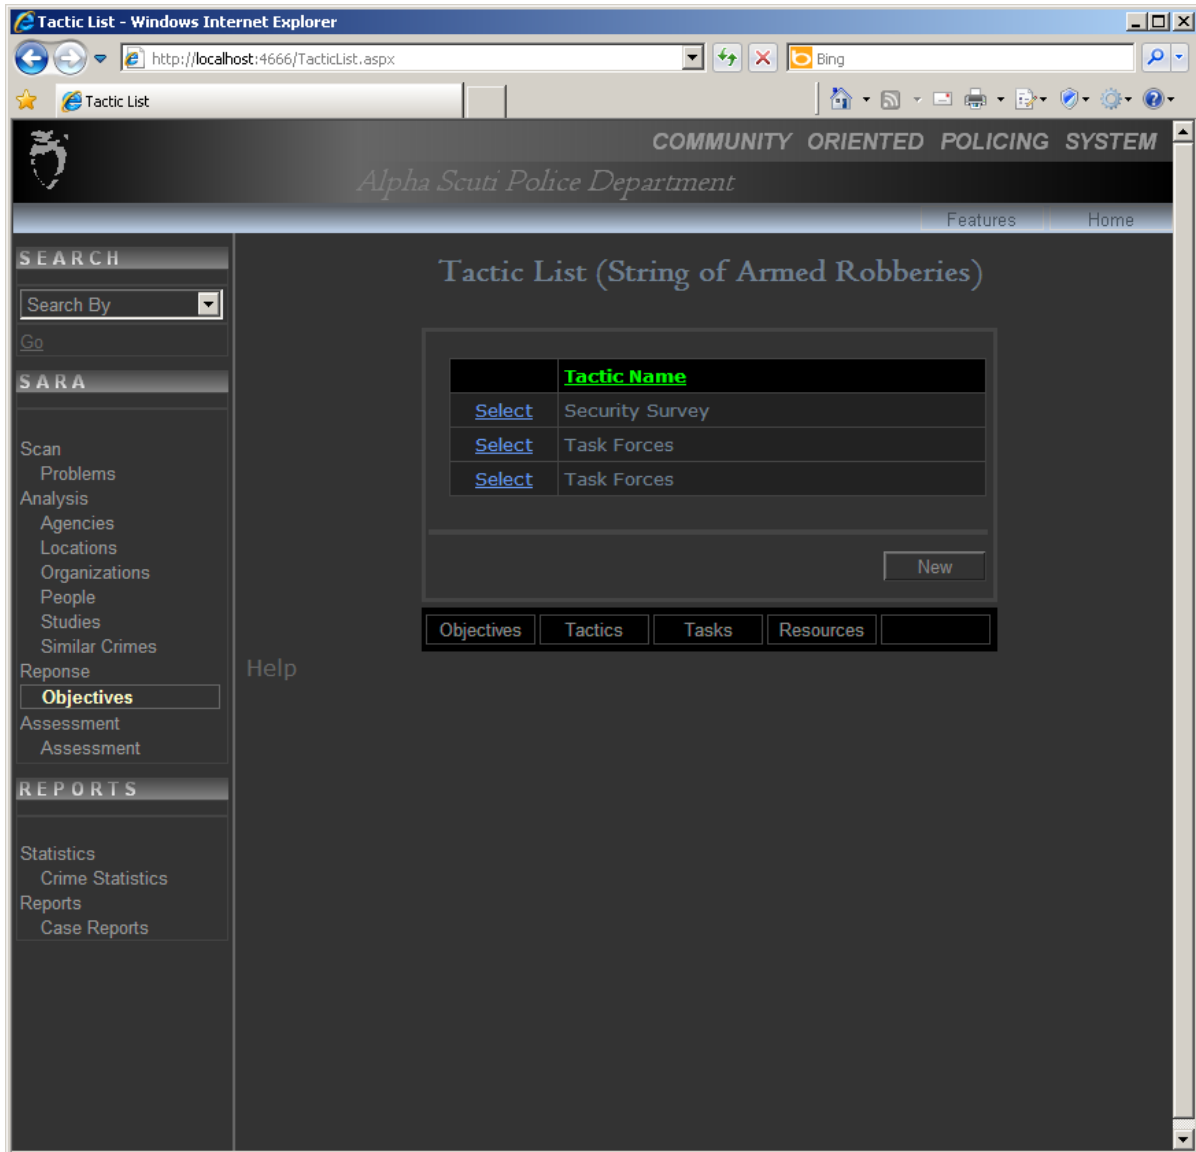 Tactic List - Windows Internet Explorer
http://localhost:4666/TacticList.aspx
Bing
Tactic List
COMMUNITY ORIENTED POLICING SYSTEM
Alpha Scuti Police Department
Features Home
SEARCH
Search By
Go
SARA
Scan
Problems
Analysis
Agencies
Locations
Organizations
People
Studies
Similar Crimes
Reponse
Objectives
Assessment
Assessment
REPORTS
Statistics
Crime Statistics
Reports
Case Reports
Tactic List (String of Armed Robberies)
Tactic Name
Select Security Survey
Select Task Forces
Select Task Forces
New
Objectives Tactics Tasks Resources
Help